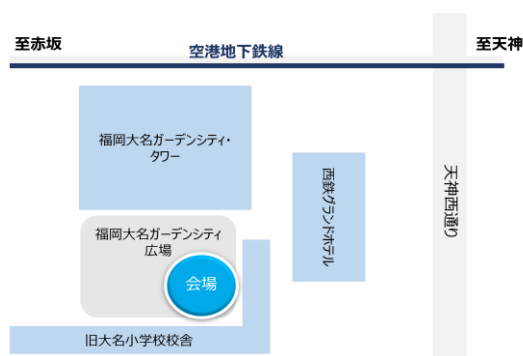 至赤坂
空港地下鉄線
至天神
福岡大名ガーデンシティ・
タワー
西鉄グランドホテル
天神西通り
福岡大名ガーデンシティ
広場
会場
旧大名小学校校舎